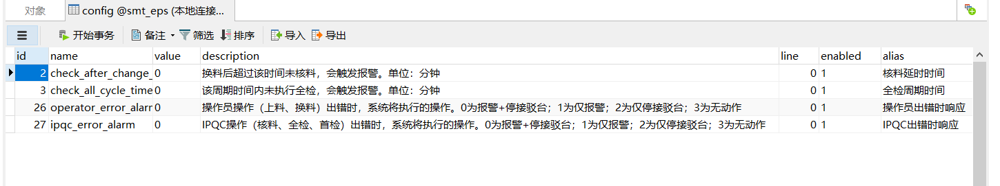 对象 config @smt_eps (本地连接...
开始事务 备注 筛选 排序 导入 导出
id name value description line enabled alias
2 check_after_change_ 0 换料后超过该时间未核料，会触发报警。单位：分钟 0 1 核料延时时间
3 check_all_cycle_time 0 该周期时间内未执行全检，会触发报警。单位：分钟 0 1 全检周期时间
26 operator_error_alarr 0 操作员操作（上料、换料）出错时，系统将执行的操作。0为报警+停接驳台；1为仅报警；2为仅停接驳台；3为无动作 0 1 操作员出错时响应
27 ipqc_error_alarm 0 IPQC操作（核料、全检、首检）出错时，系统将执行的操作。0为报警+停接驳台；1为仅报警；2为仅停接驳台；3为无动作 0 1 IPQC出错时响应